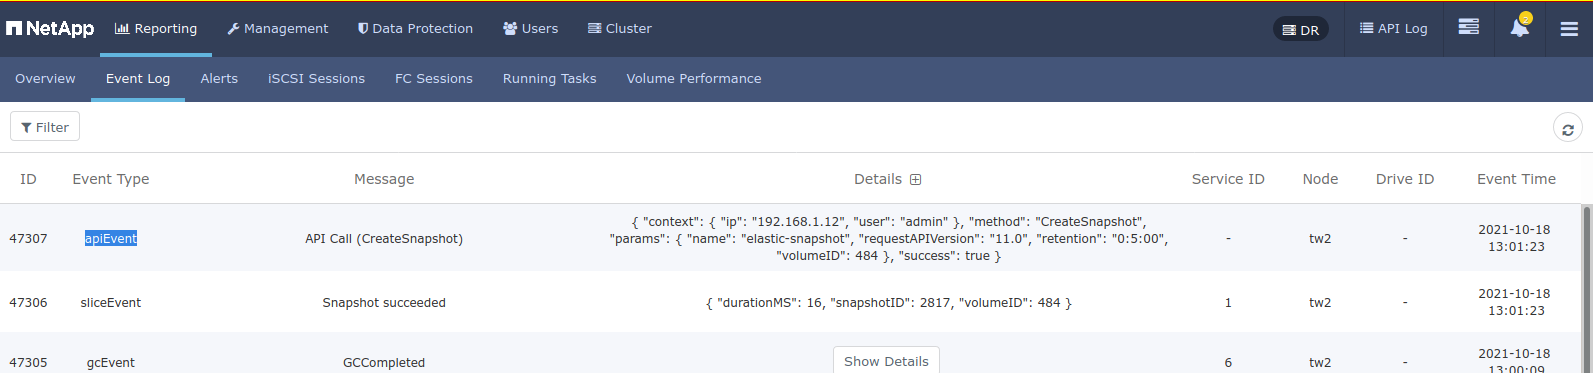 NetApp Reporting Management Data Protection Users Cluster DR API Log 2
Overview Event Log Alerts iSCSI Sessions FC Sessions Running Tasks Volume Performance
Filter
ID Event Type Message Details Service ID Node Drive ID Event Time
47307 apiEvent API Call (CreateSnapshot) { "context": { "ip": "192.168.1.12", "user": "admin" }, "method": "CreateSnapshot",
"params": { "name": "elastic-snapshot", "requestAPIVersion": "11.0", "retention": "0:5:00",
"volumeID": 484 }, "success": true } - tw2 - 2021-10-18
13:01:23
47306 sliceEvent Snapshot succeeded { "durationMS": 16, "snapshotID": 2817, "volumeID": 484 } 1 tw2 - 2021-10-18
13:01:23
47305 gcEvent GCCompleted Show Details 6 tw2 - 2021-10-18
13:00:09